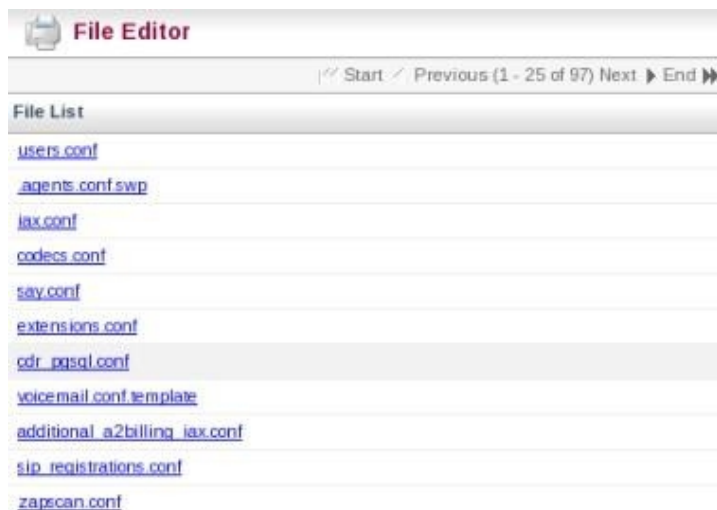 File Editor
Start Previous (1 - 25 of 97) Next End
File List
users.conf
.agents.conf.swp
iax.conf
codecs.conf
say.conf
extensions.conf
cdr_pgsql.conf
voicemail.conf.template
additional_a2billing_iax.conf
sip_registrations.conf
zapscan.conf